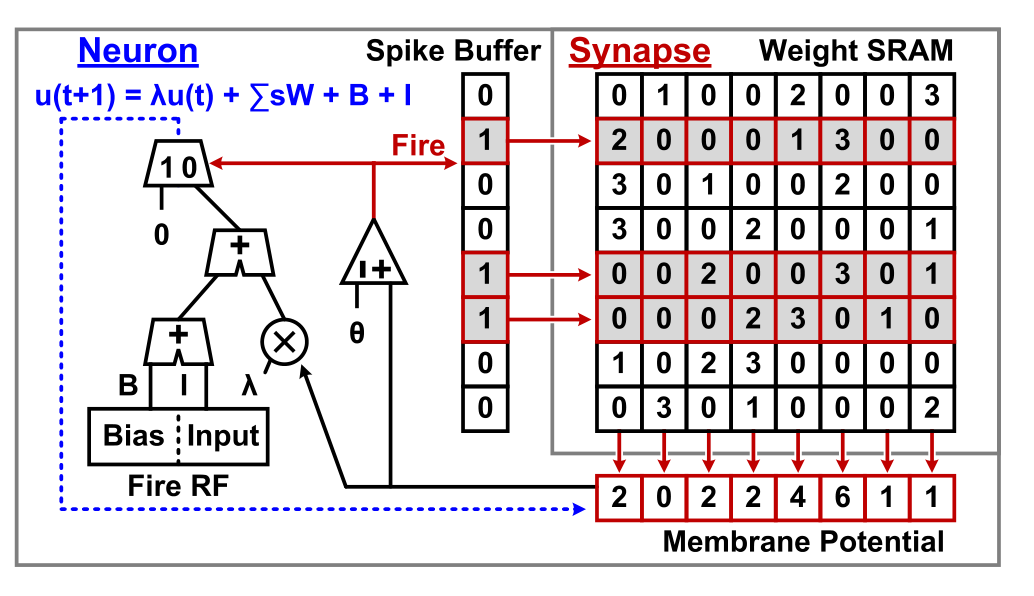 Neuron
Spike Buffer
Synapse
Weight SRAM
u(t+1) = λu(t) + ∑sW + B + I
0
0 1 0 0 2 0 0 3
Fire
1
2 0 0 0 1 3 0 0
1 0
0
3 0 1 0 0 2 0 0
0
+
0
3 0 0 2 0 0 0 1
− +
1
0 0 2 0 0 3 0 1
θ
+
×
1
0 0 0 2 3 0 1 0
B
I
λ
0
1 0 2 3 0 0 0 0
0
0 3 0 1 0 0 0 2
Bias
Input
Fire RF
2 0 2 2 4 6 1 1
Membrane Potential